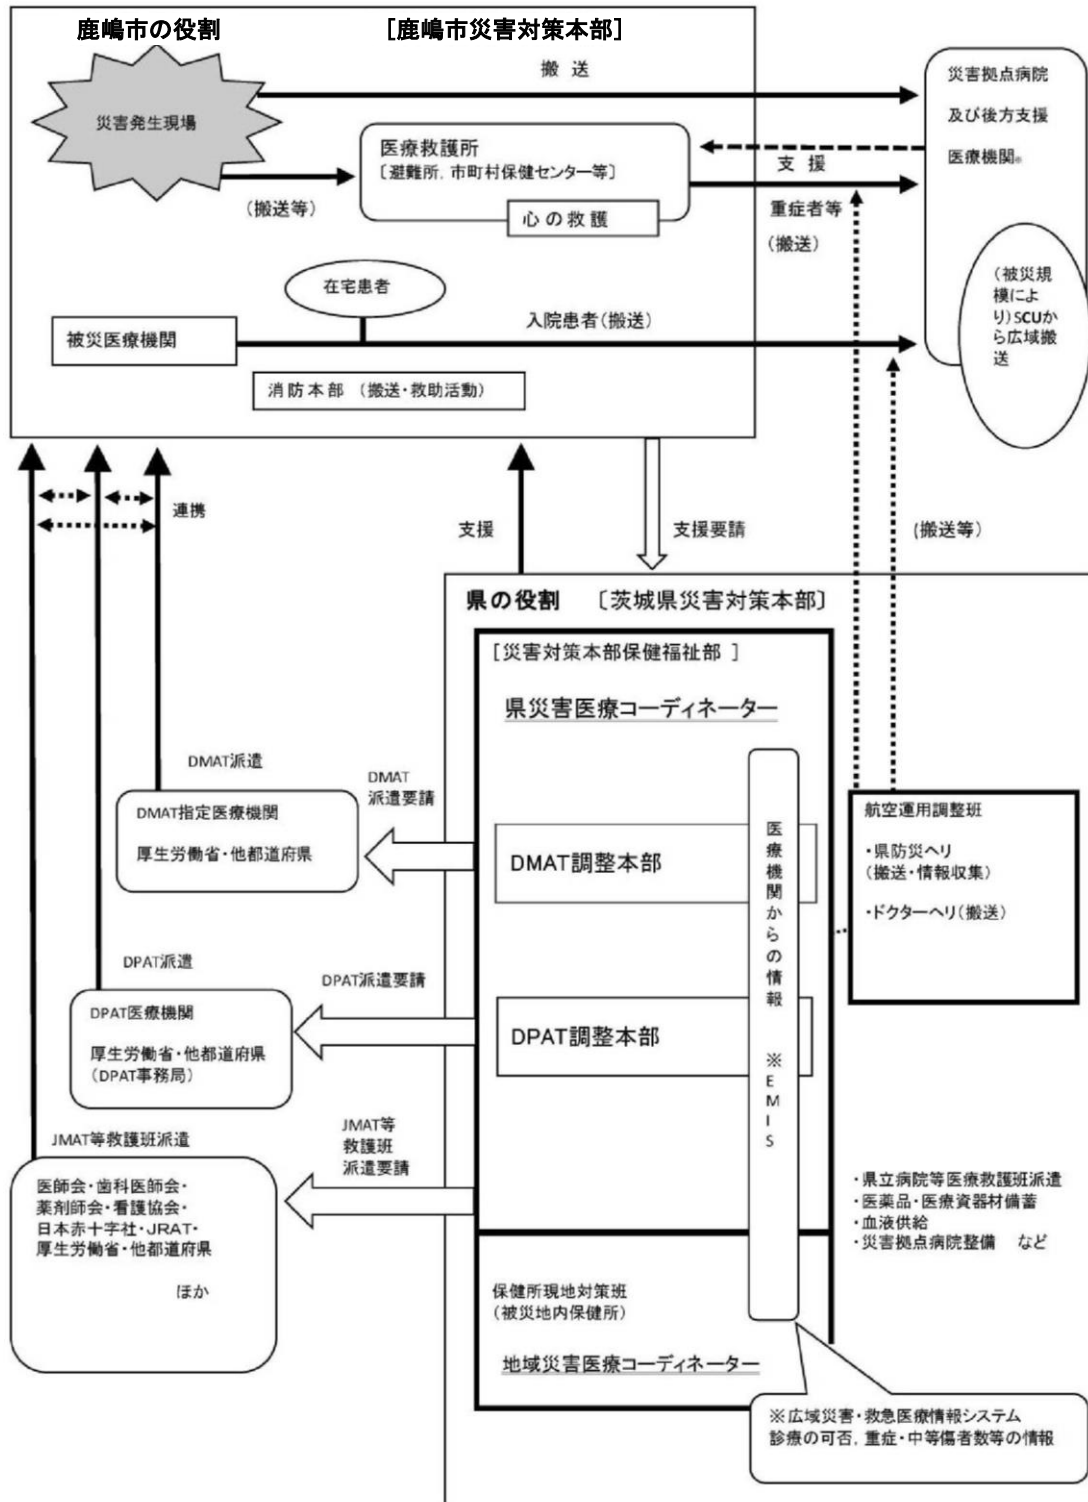 鹿嶋市の役割
[鹿嶋市災害対策本部]
搬 送
災害発生現場
医療救護所
〔避難所,市町村保健センター等〕
心の救護
(搬送等)
支 援
重症者等
(搬送)
災害拠点病院
及び後方支援
医療機関。
(被災規
模によ
り)SCUか
ら広域搬
送
在宅患者
入院患者(搬送)
被災医療機関
消防本部 (搬送・救助活動)
連携
支援
支援要請
(搬送等)
県の役割 〔茨城県災害対策本部〕
[災害対策本部保健福祉部 ]
県災害医療コーディネーター
DMAT派遣
DMAT
派遣要請
DMAT指定医療機関
厚生労働省・他都道府県
DMAT調整本部
医療機関からの情報 ※EMIS
航空運用調整班
・県防災ヘリ
(搬送・情報収集)
・ドクターヘリ(搬送)
DPAT派遣
DPAT派遣要請
DPAT医療機関
厚生労働省・他都道府県
(DPAT事務局)
DPAT調整本部
JMAT等救護班派遣
JMAT等
救護班
派遣要請
医師会・歯科医師会・
薬剤師会・看護協会・
日本赤十字社・JRAT・
厚生労働省・他都道府県
ほか
・県立病院等医療救護班派遣
・医薬品・医療資器材備蓄
・血液供給
・災害拠点病院整備 など
保健所現地対策班
(被災地内保健所)
地域災害医療コーディネーター
※広域災害・救急医療情報システム
診療の可否,重症・中等傷者数等の情報